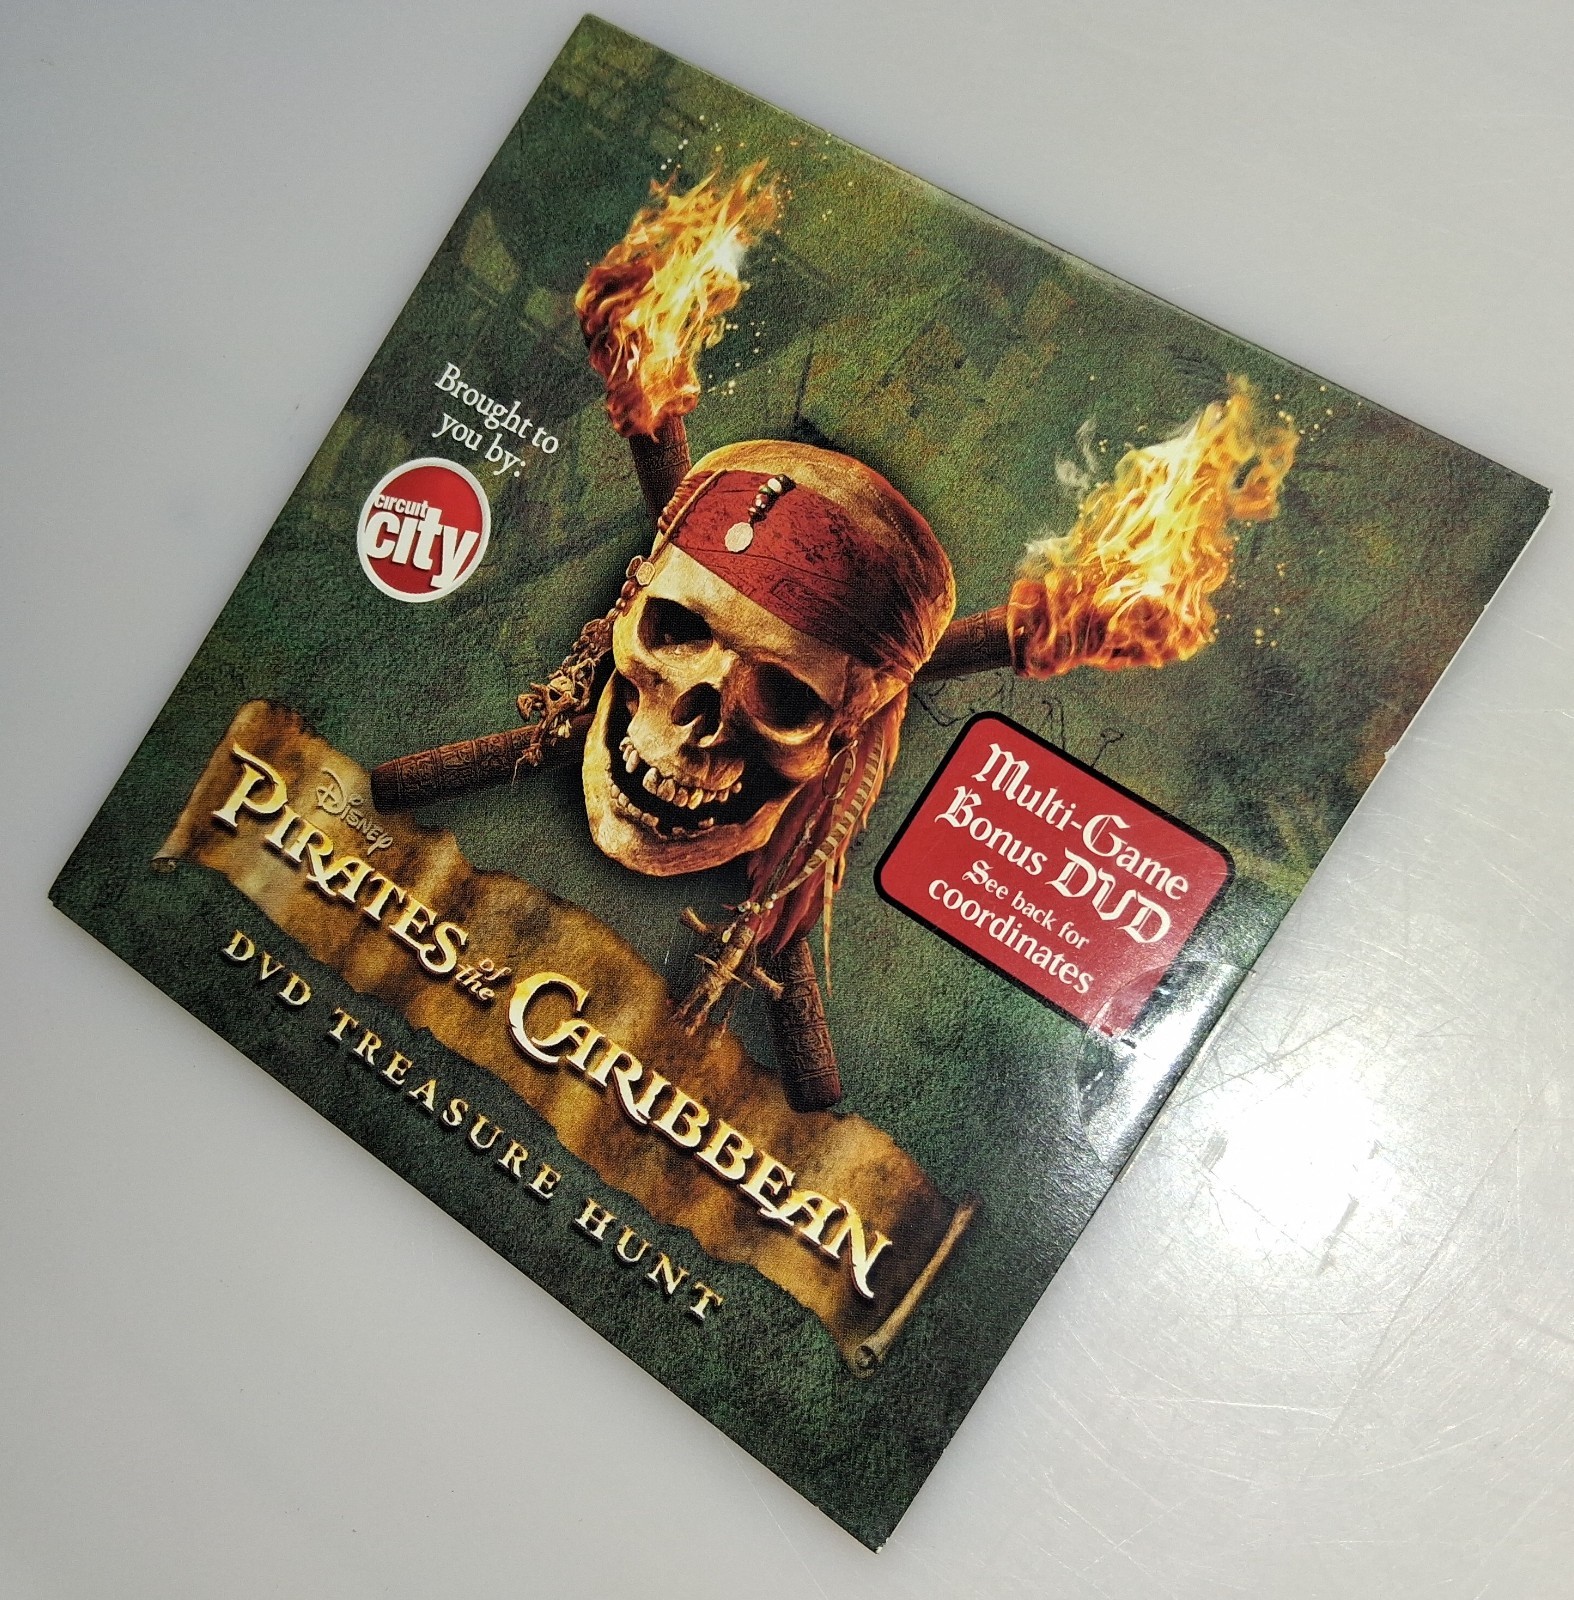 Brought to
you by:
circuit
city
Multi-Game
Bonus DVD
See back for
coordinates
Disney
Pirates of the Caribbean
DVD TREASURE HUNT